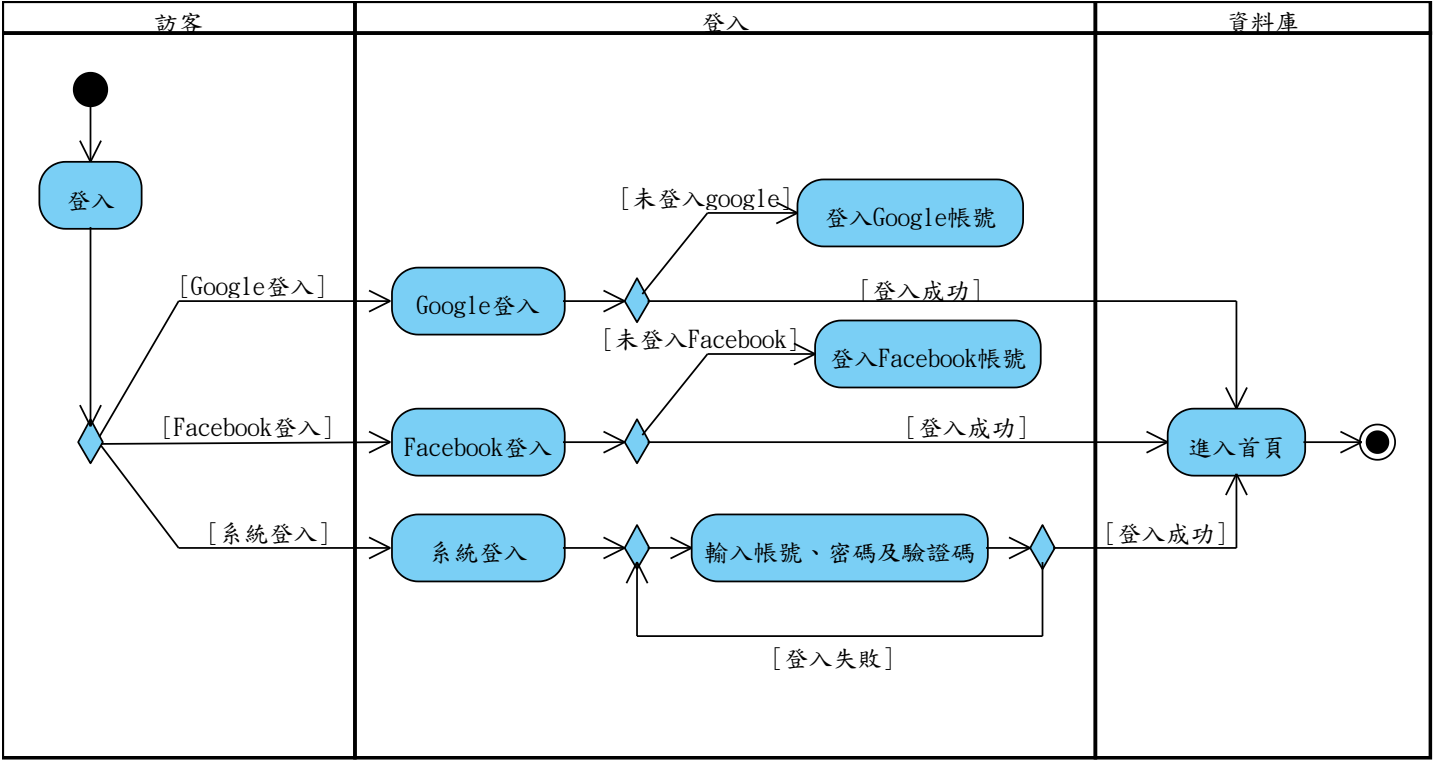 訪客
登入
資料庫
登入
[未登入google]
登入Google帳號
[Google登入]
Google登入
[登入成功]
[未登入Facebook]
登入Facebook帳號
[Facebook登入]
Facebook登入
[登入成功]
進入首頁
[系統登入]
系統登入
輸入帳號、密碼及驗證碼
[登入成功]
[登入失敗]